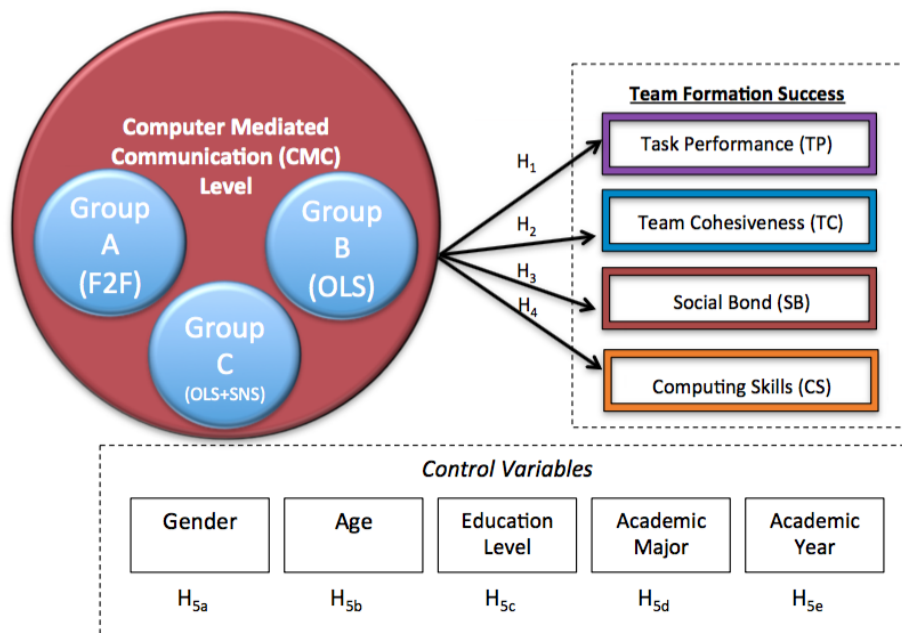 Computer Mediated
Communication (CMC)
Level
Group
A
(F2F)
Group
B
(OLS)
Group
C
(OLS+SNS)
H1
H2
H3
H4
Team Formation Success
Task Performance (TP)
Team Cohesiveness (TC)
Social Bond (SB)
Computing Skills (CS)
Control Variables
Gender
Age
Education
Level
Academic
Major
Academic
Year
H5a
H5b
H5c
H5d
H5e